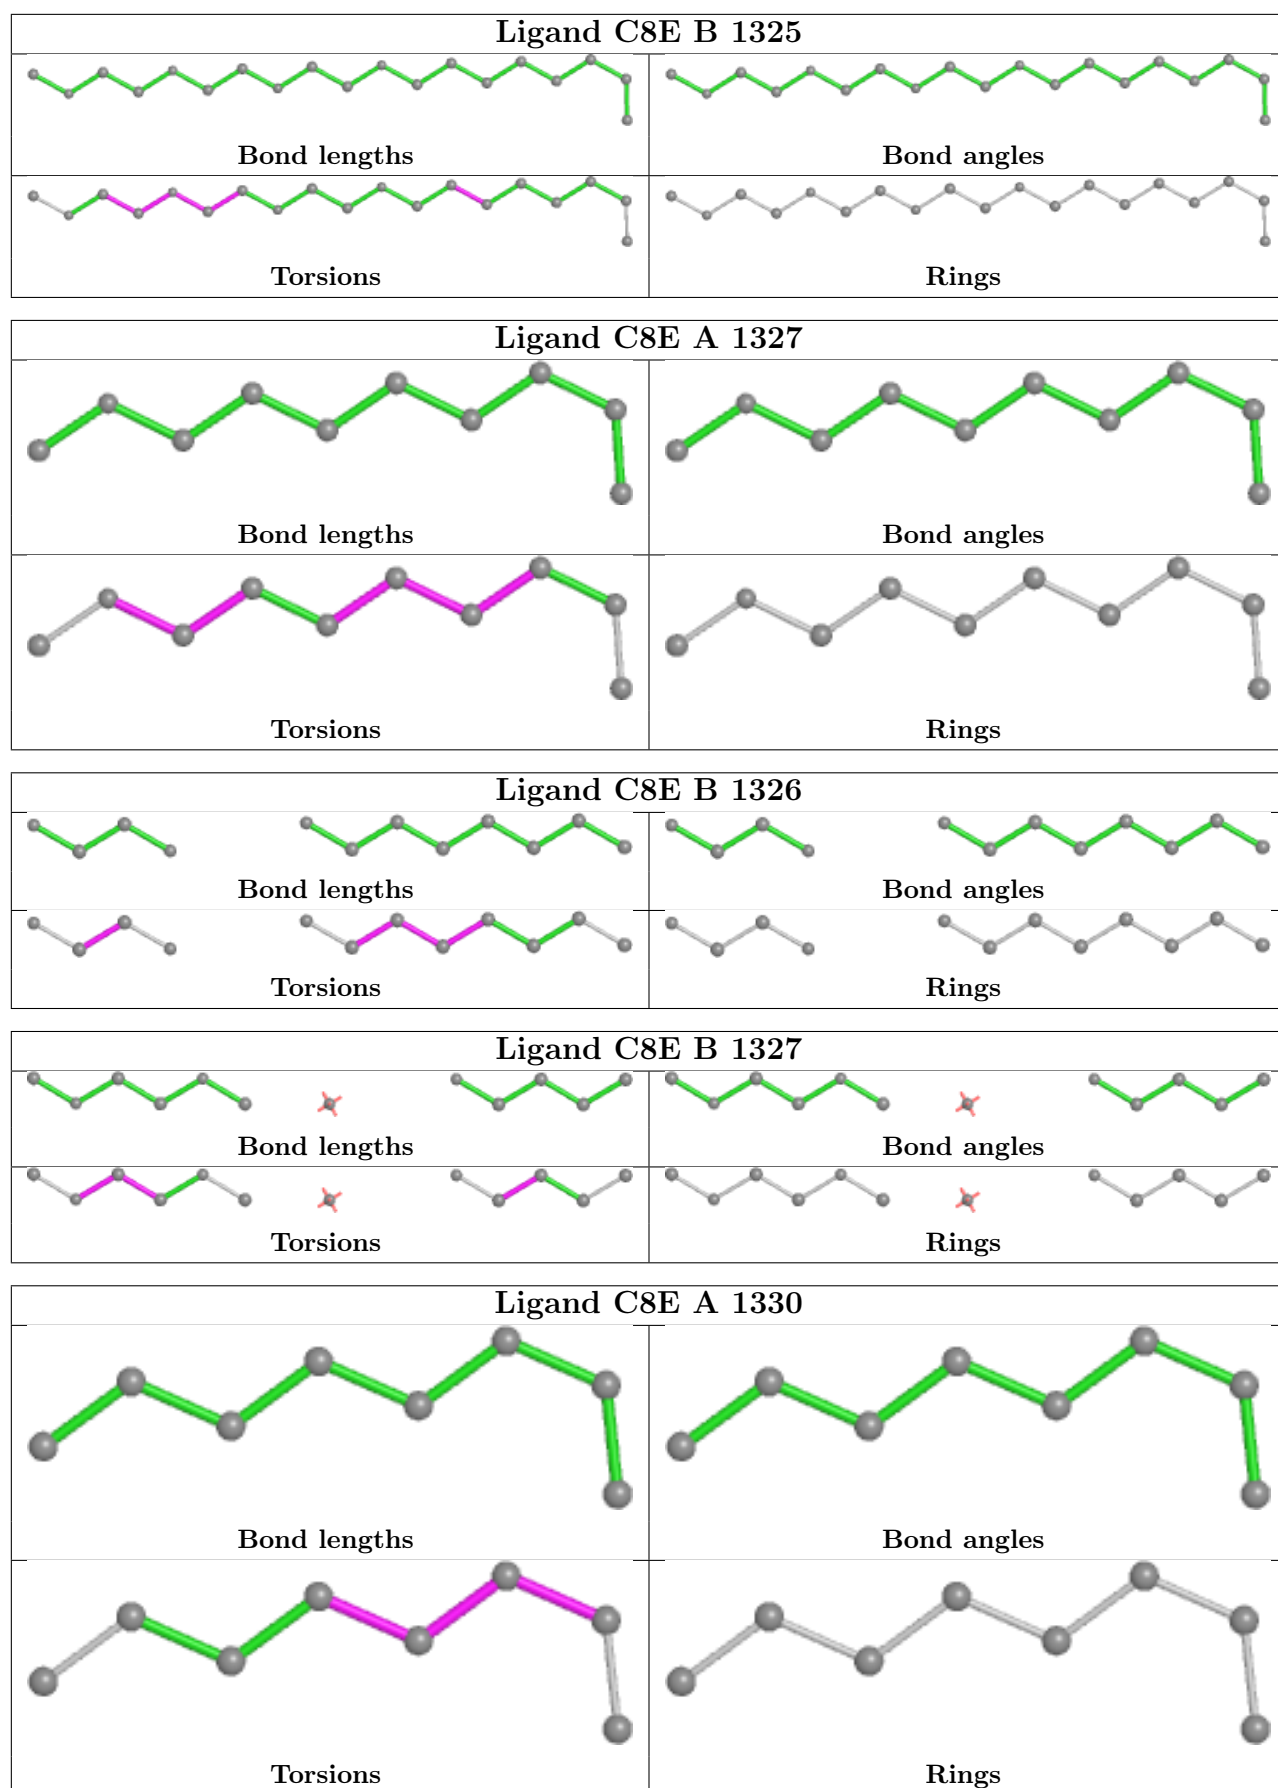 Ligand C8E B 1325
Bond lengths
Bond angles
Torsions
Rings
Ligand C8E A 1327
Bond lengths
Bond angles
Torsions
Rings
Ligand C8E B 1326
Bond lengths
Bond angles
Torsions
Rings
Ligand C8E B 1327
Bond lengths
Bond angles
Torsions
Rings
Ligand C8E A 1330
Bond lengths
Bond angles
Torsions
Rings